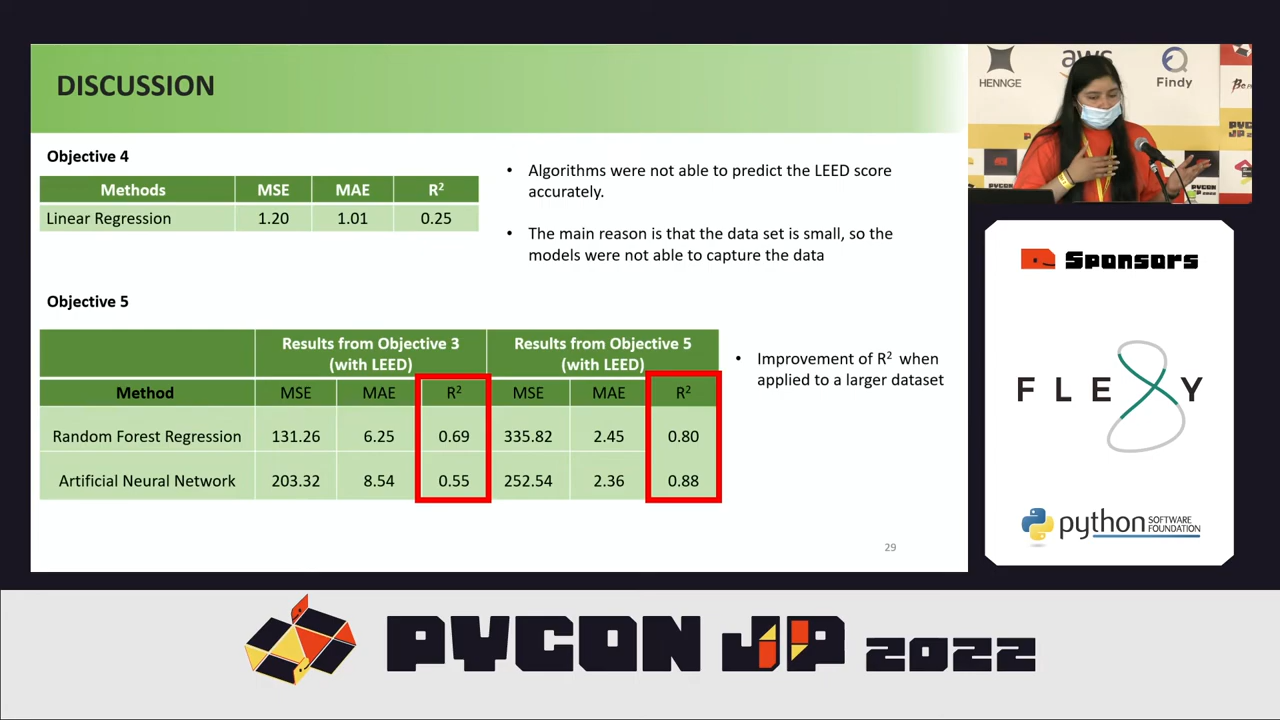 DISCUSSION
Objective 4
Methods MSE MAE R²
Linear Regression 1.20 1.01 0.25
• Algorithms were not able to predict the LEED score
accurately.
• The main reason is that the data set is small, so the
models were not able to capture the data
Objective 5
Results from Objective 3
(with LEED)
Results from Objective 5
(with LEED)
Method MSE MAE R² MSE MAE R²
Random Forest Regression 131.26 6.25 0.69 335.82 2.45 0.80
Artificial Neural Network 203.32 8.54 0.55 252.54 2.36 0.88
• Improvement of R² when
applied to a larger dataset
29
HENNGE
aws
Findy
PYCON JP
2022
Sponsors
FLEXY
python SOFTWARE
FOUNDATION
PYCON JP 2022